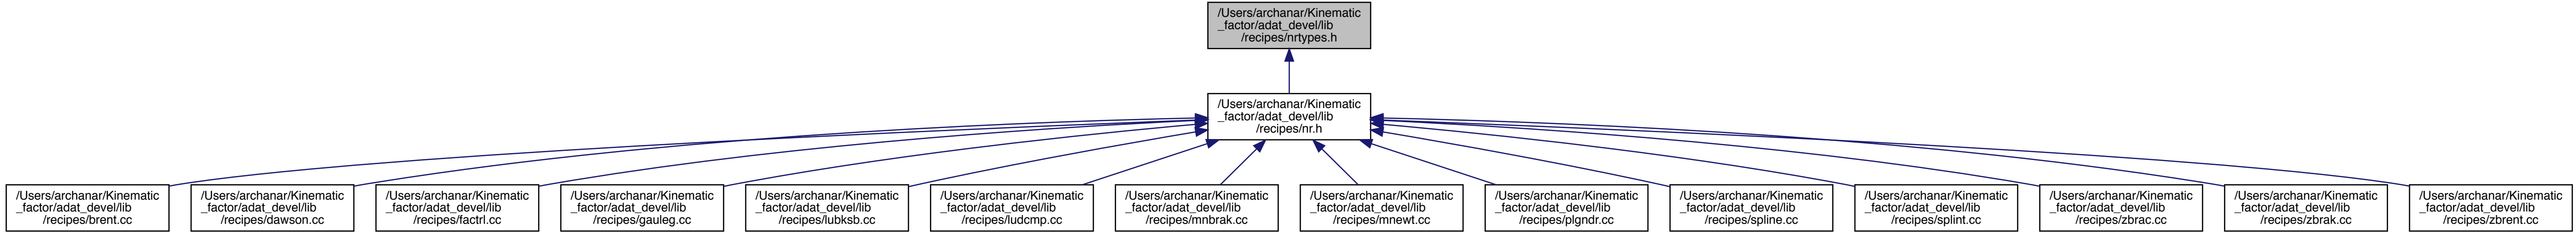 /Users/archanar/Kinematic
_factor/adat_devel/lib
/recipes/nrtypes.h
/Users/archanar/Kinematic
_factor/adat_devel/lib
/recipes/nr.h
/Users/archanar/Kinematic
_factor/adat_devel/lib
/recipes/brent.cc
/Users/archanar/Kinematic
_factor/adat_devel/lib
/recipes/dawson.cc
/Users/archanar/Kinematic
_factor/adat_devel/lib
/recipes/factrl.cc
/Users/archanar/Kinematic
_factor/adat_devel/lib
/recipes/gauleg.cc
/Users/archanar/Kinematic
_factor/adat_devel/lib
/recipes/lubksb.cc
/Users/archanar/Kinematic
_factor/adat_devel/lib
/recipes/ludcmp.cc
/Users/archanar/Kinematic
_factor/adat_devel/lib
/recipes/mnbrak.cc
/Users/archanar/Kinematic
_factor/adat_devel/lib
/recipes/mnewt.cc
/Users/archanar/Kinematic
_factor/adat_devel/lib
/recipes/plgndr.cc
/Users/archanar/Kinematic
_factor/adat_devel/lib
/recipes/spline.cc
/Users/archanar/Kinematic
_factor/adat_devel/lib
/recipes/splint.cc
/Users/archanar/Kinematic
_factor/adat_devel/lib
/recipes/zbrac.cc
/Users/archanar/Kinematic
_factor/adat_devel/lib
/recipes/zbrak.cc
/Users/archanar/Kinematic
_factor/adat_devel/lib
/recipes/zbrent.cc